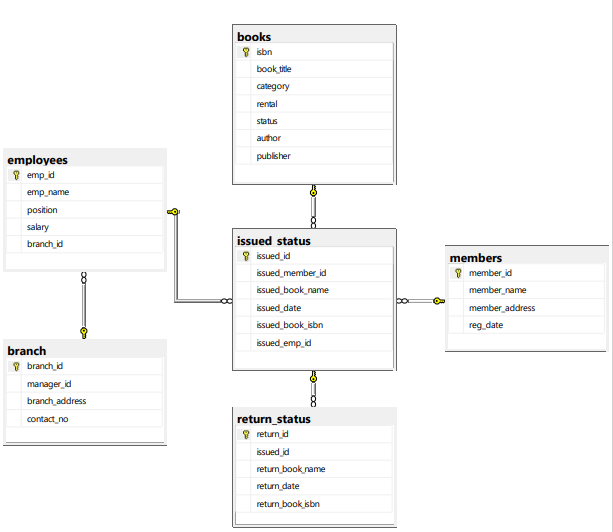 books
isbn
book_title
category
rental
status
author
publisher
employees
emp_id
emp_name
position
salary
branch_id
issued_status
issued_id
issued_member_id
issued_book_name
issued_date
issued_book_isbn
issued_emp_id
members
member_id
member_name
member_address
reg_date
branch
branch_id
manager_id
branch_address
contact_no
return_status
return_id
issued_id
return_book_name
return_date
return_book_isbn